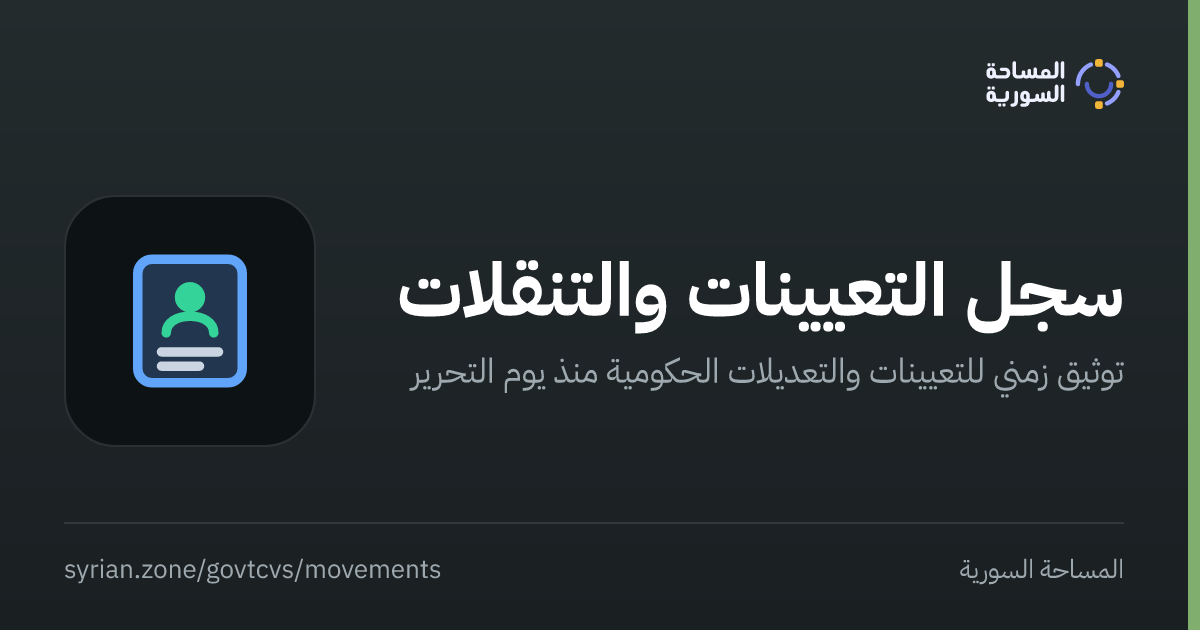 المساحة
السورية
سجل التعيينات والتنقلات
توثيق زمني للتعيينات والتعديلات الحكومية منذ يوم التحرير
المساحة السورية
syrian.zone/govtcvs/movements